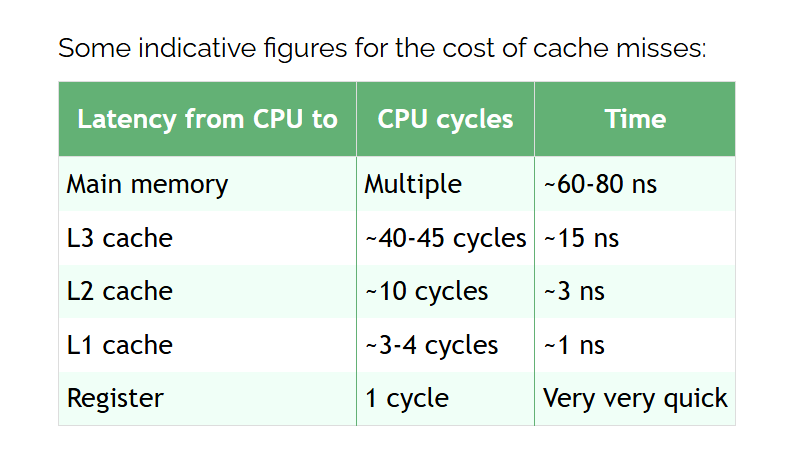 Some indicative figures for the cost of cache misses:
Latency from CPU to CPU cycles Time
Main memory Multiple ~60-80 ns
L3 cache ~40-45 cycles ~15 ns
L2 cache ~10 cycles ~3 ns
L1 cache ~3-4 cycles ~1 ns
Register 1 cycle Very very quick